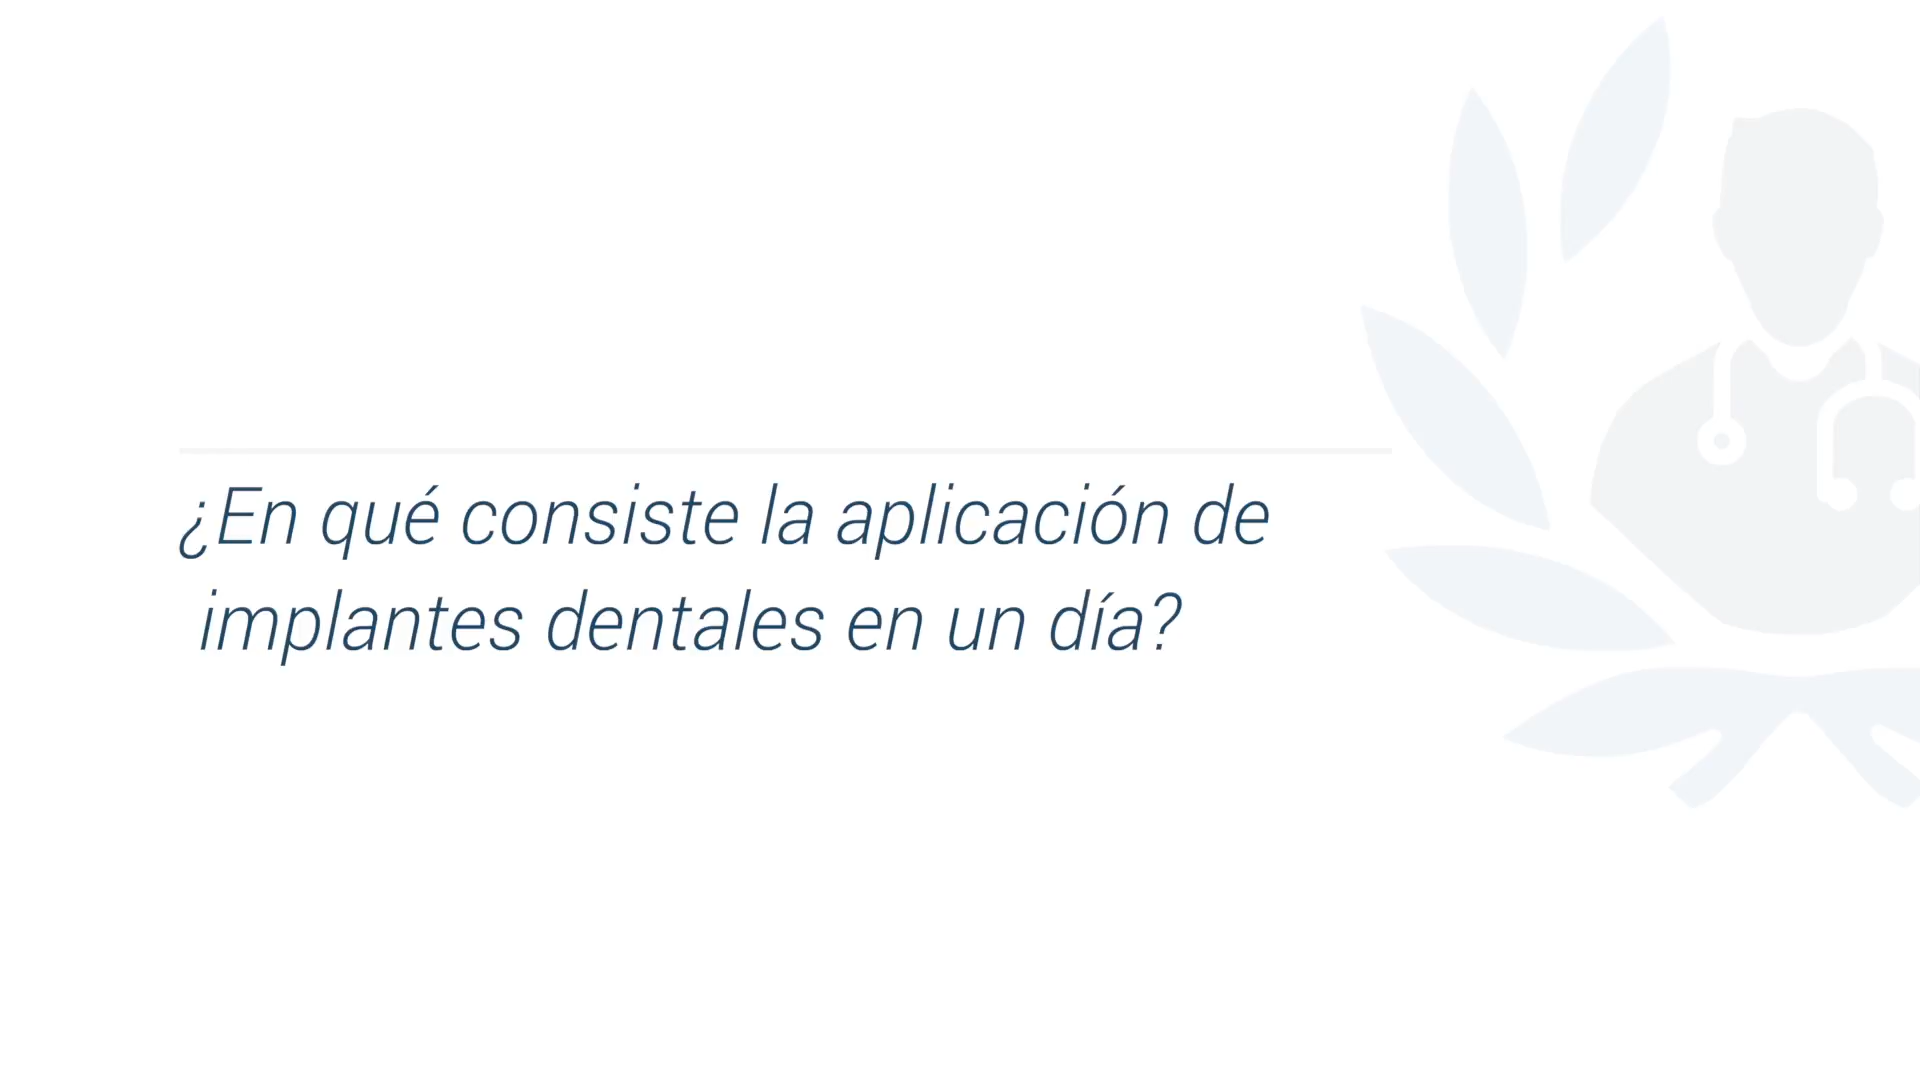 ¿En qué consiste la aplicación de
implantes dentales en un día?